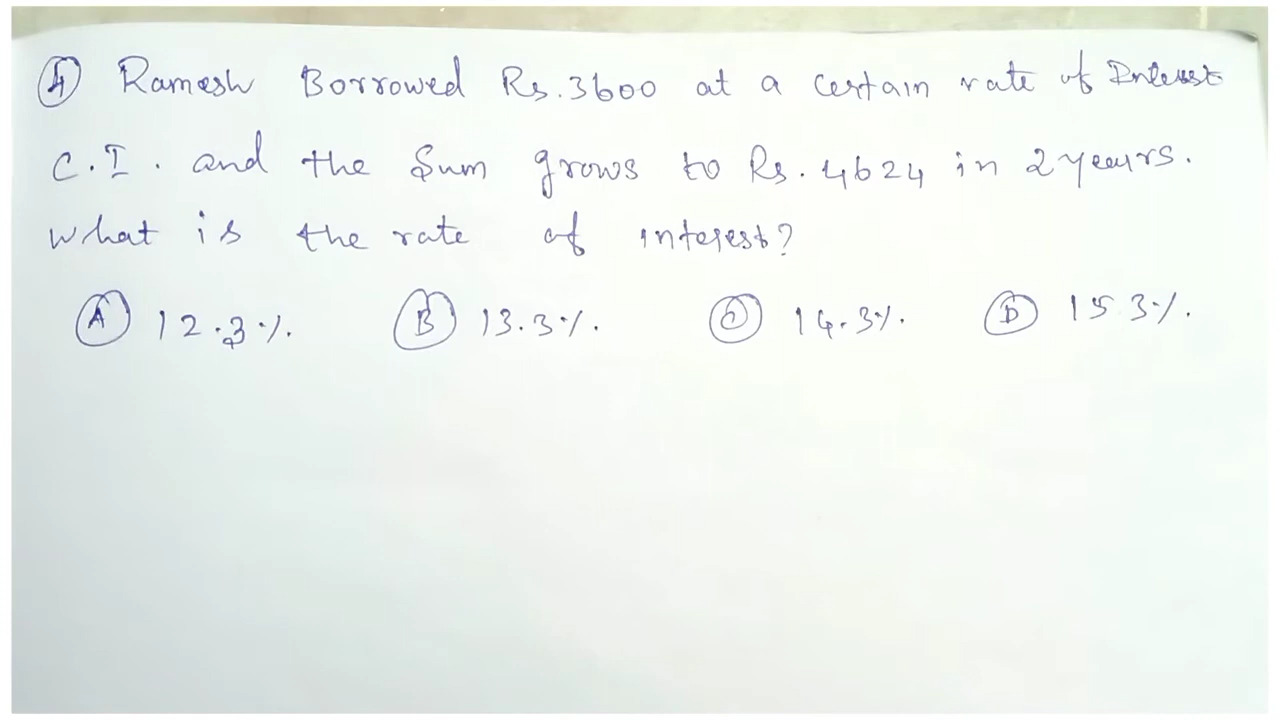 4 Ramesh Borrowed Rs.3600 at a certain rate of Interest
C.I. and the Sum grows to Rs.4624 in 2 years.
What is the rate of interest?
A 12.3%. B 13.3%. C 14.3%. D 15.3%.